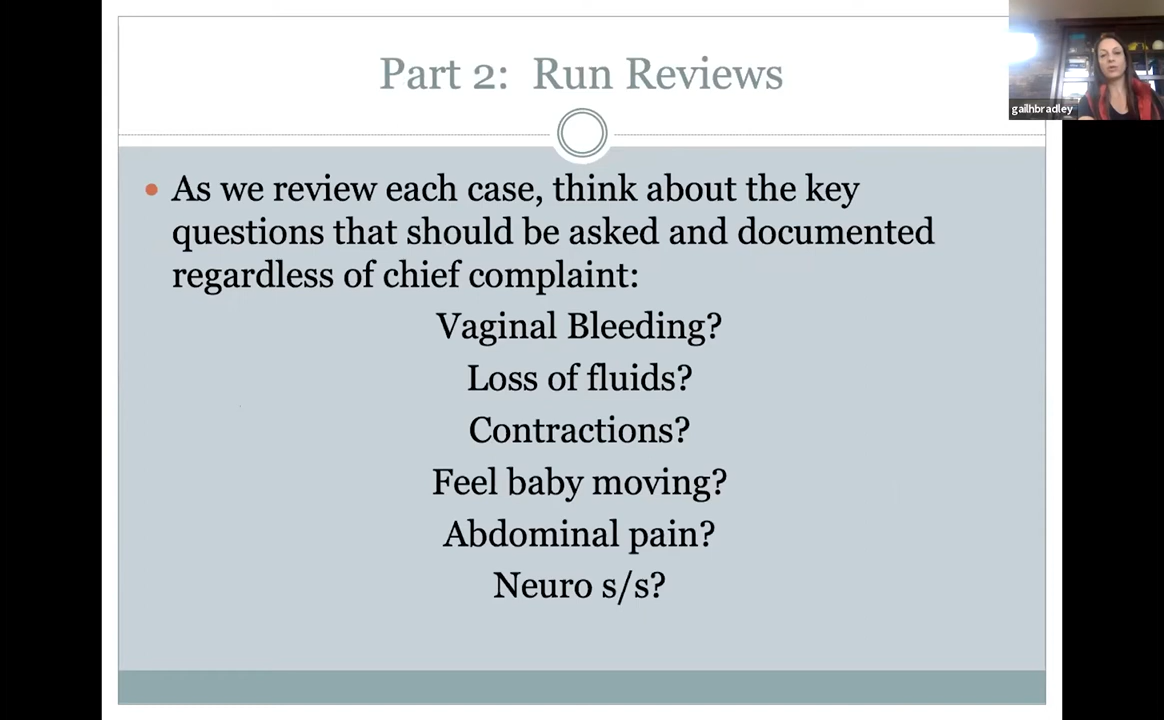 Part 2: Run Reviews
gailhbradley
• As we review each case, think about the key
questions that should be asked and documented
regardless of chief complaint:
Vaginal Bleeding?
Loss of fluids?
Contractions?
Feel baby moving?
Abdominal pain?
Neuro s/s?